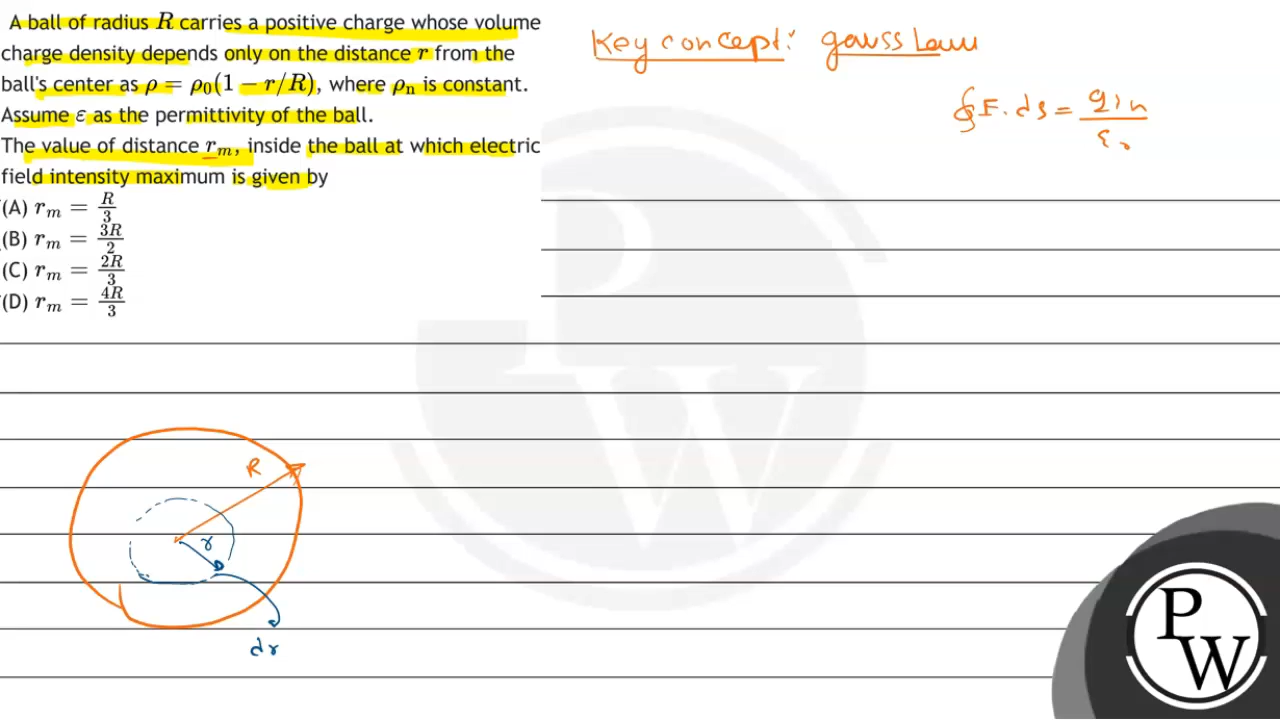 A ball of radius R carries a positive charge whose volume
charge density depends only on the distance r from the
ball's center as ρ = ρ₀(1 − r/R), where ρₙ is constant.
Assume ε as the permittivity of the ball.
The value of distance rₘ, inside the ball at which electric
field intensity maximum is given by
(A) rₘ = R/3
(B) rₘ = 3R/2
(C) rₘ = 2R/3
(D) rₘ = 4R/3
Key concept: gauss Law
∮E. ds = qin/ε₀
R
r
dr
PW
PW